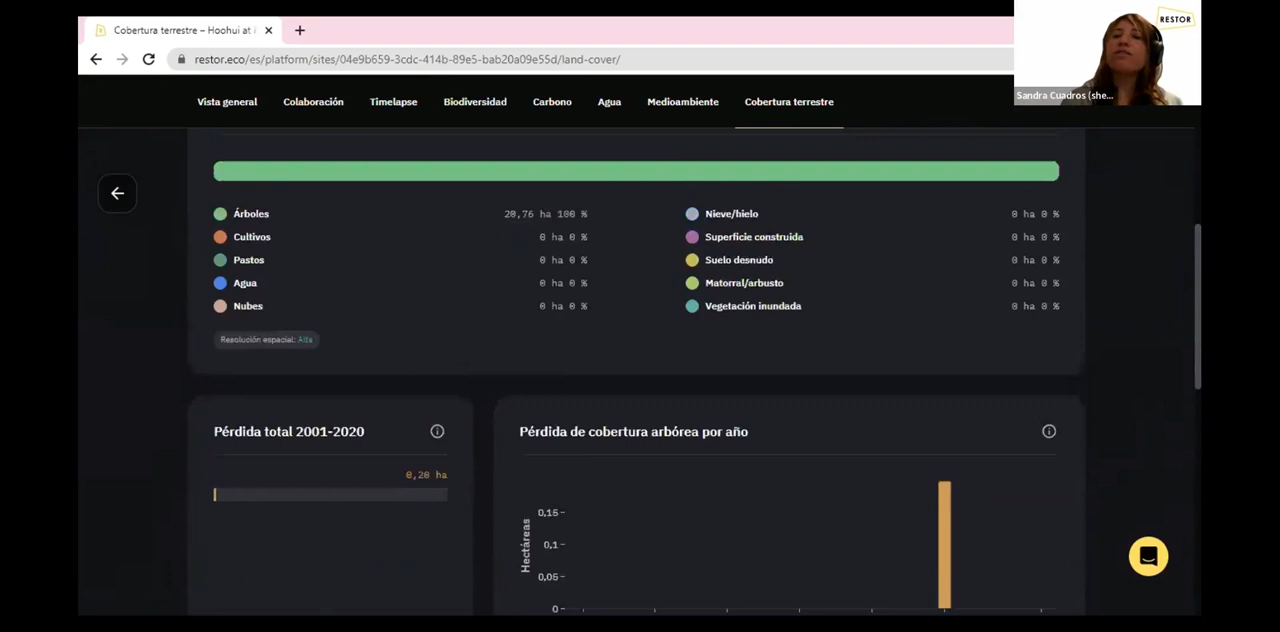 Cobertura terrestre – Hoohui at i
restor.eco/es/platform/sites/04e9b659-3cdc-414b-89e5-bab20a09e55d/land-cover/
RESTOR
Sandra Cuadros (she...
Vista general Colaboración Timelapse Biodiversidad Carbono Agua Medioambiente Cobertura terrestre
Árboles 20,76 ha 100 %
Cultivos 0 ha 0 %
Pastos 0 ha 0 %
Agua 0 ha 0 %
Nubes 0 ha 0 %
Nieve/hielo 0 ha 0 %
Superficie construida 0 ha 0 %
Suelo desnudo 0 ha 0 %
Matorral/arbusto 0 ha 0 %
Vegetación inundada 0 ha 0 %
Resolución espacial: Alta
Pérdida total 2001-2020
0,20 ha
Pérdida de cobertura arbórea por año
Hectáreas
0,15
0,1
0,05
0